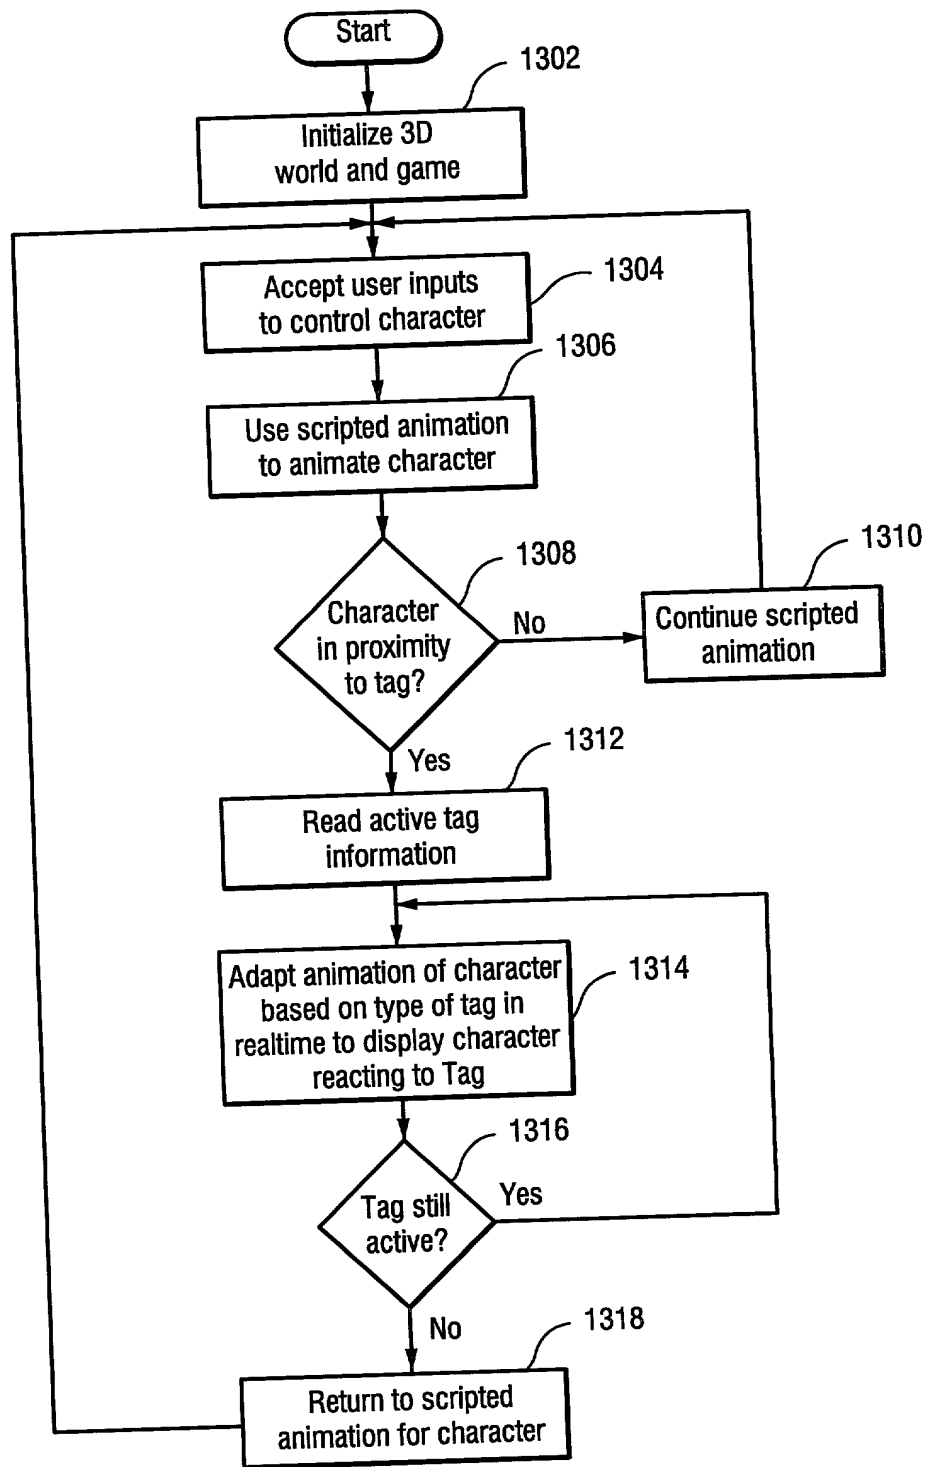 Start
1302
Initialize 3D
world and game
1304
Accept user inputs
to control character
1306
Use scripted animation
to animate character
1308
Character
in proximity
to tag?
No
1310
Continue scripted
animation
Yes
1312
Read active tag
information
1314
Adapt animation of character
based on type of tag in
realtime to display character
reacting to Tag
1316
Tag still
active?
Yes
No
1318
Return to scripted
animation for character